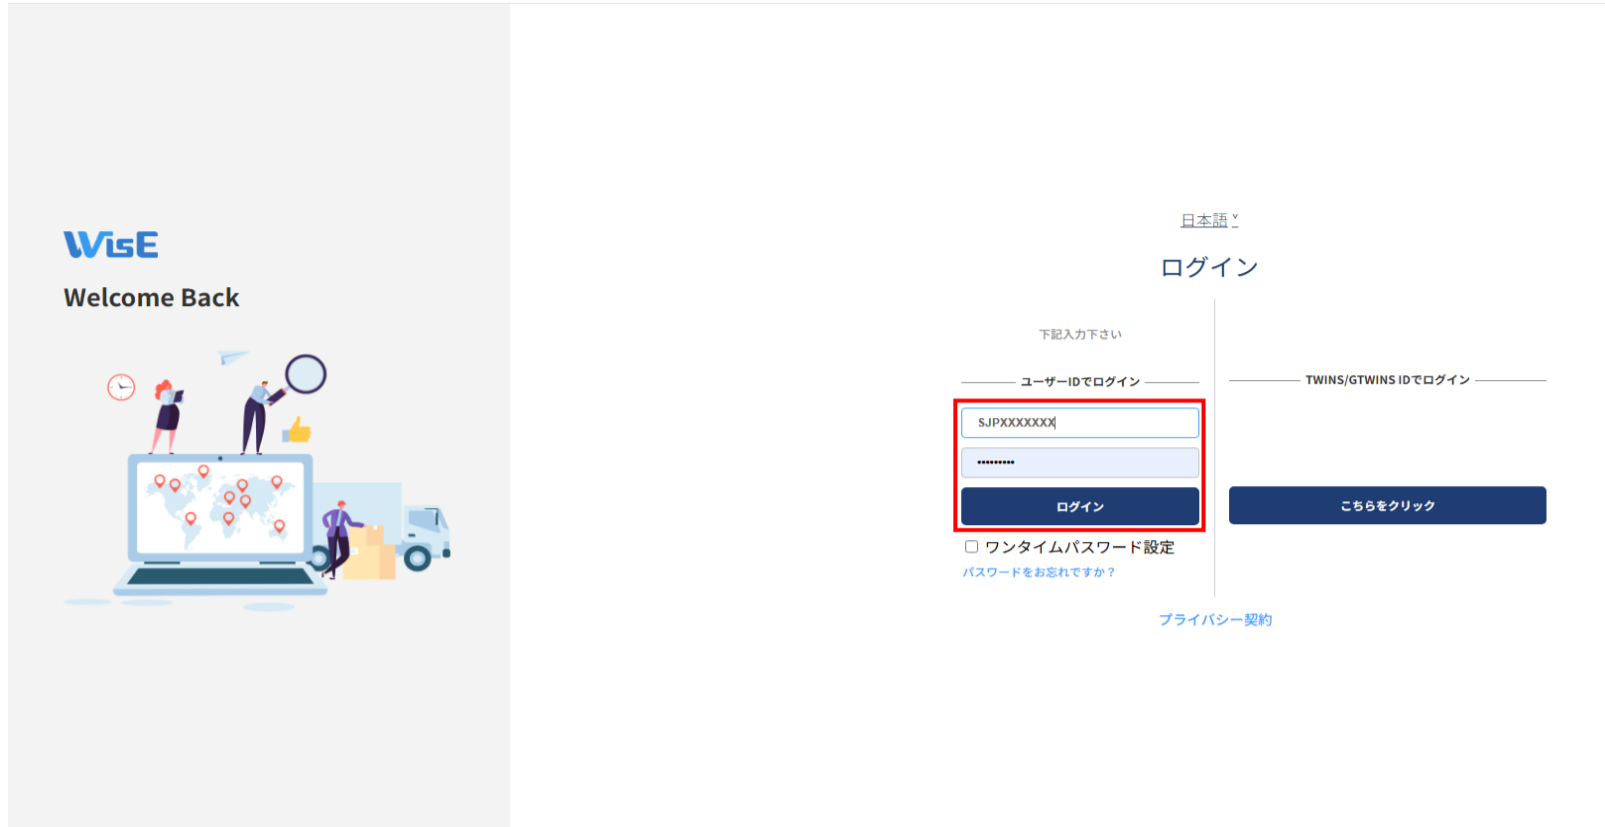 WisE
Welcome Back
日本語 ˅
ログイン
下記入力下さい
ユーザーIDでログイン
SJPXXXXXXX
•••••••••
ログイン
ワンタイムパスワード設定
パスワードをお忘れですか？
TWINS/GTWINS IDでログイン
こちらをクリック
プライバシー契約